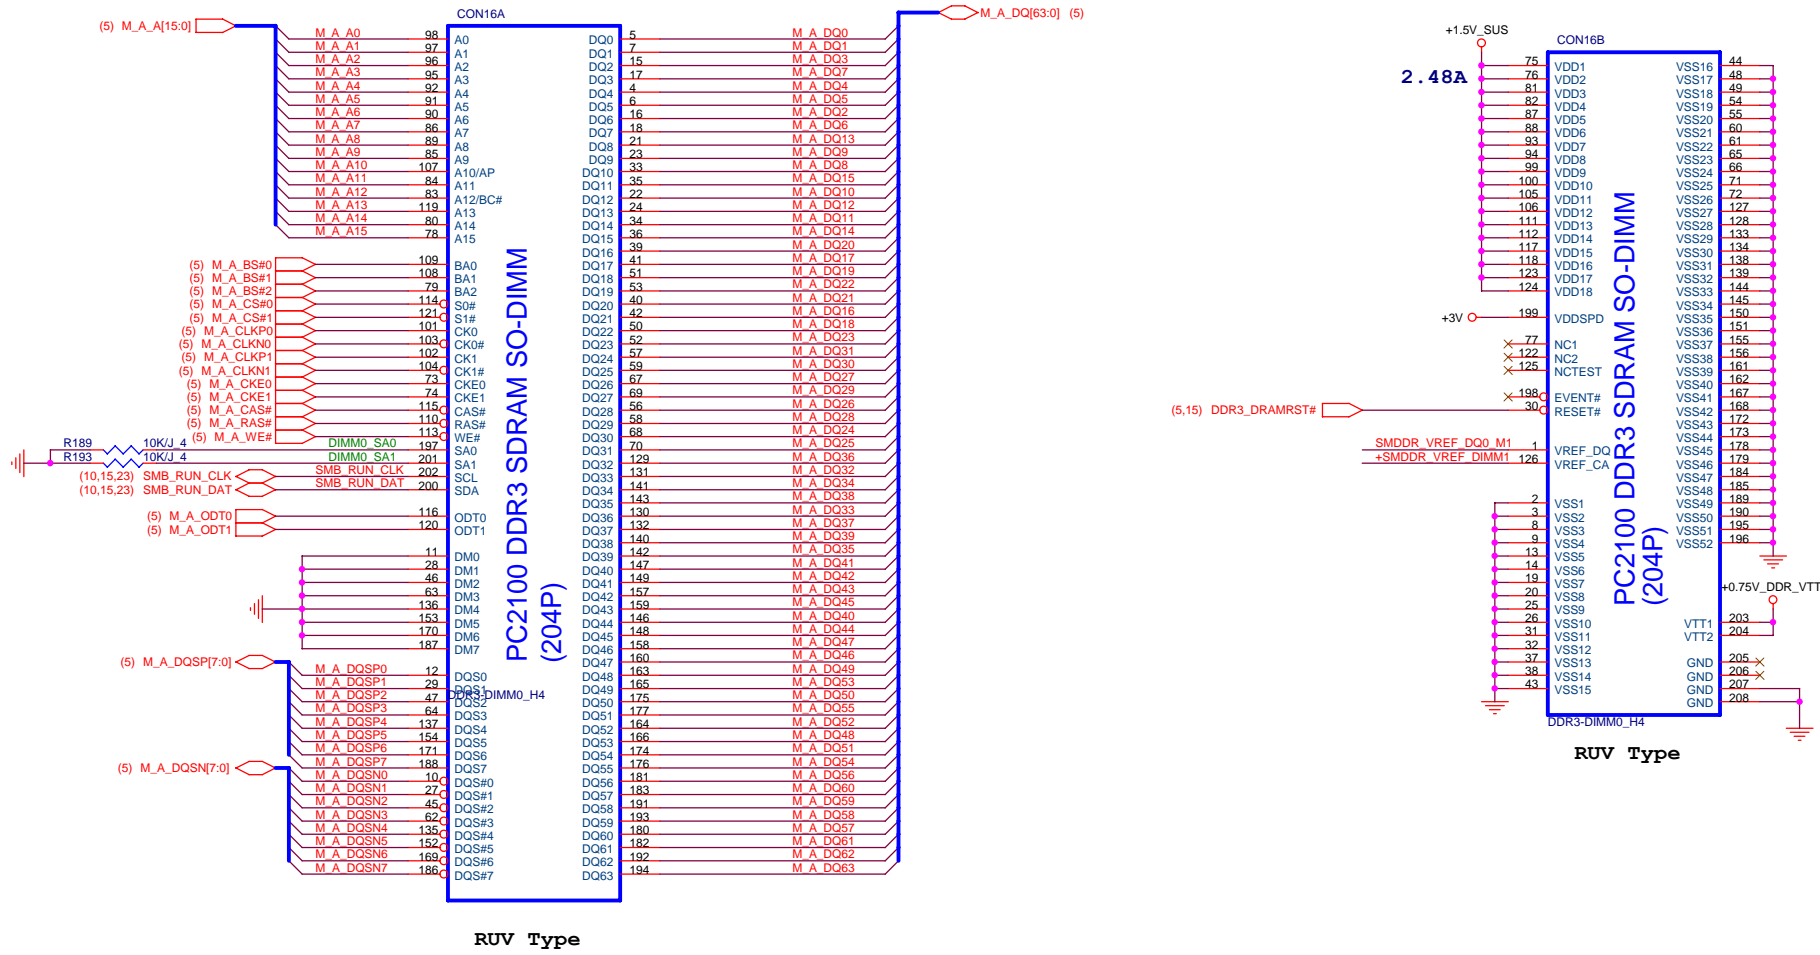 CON16A
(5) M_A_A[15:0]
M_A_A0 98 A0
M_A_A1 97 A1
M_A_A2 96 A2
M_A_A3 95 A3
M_A_A4 92 A4
M_A_A5 91 A5
M_A_A6 90 A6
M_A_A7 86 A7
M_A_A8 89 A8
M_A_A9 85 A9
M_A_A10 107 A10/AP
M_A_A11 84 A11
M_A_A12 83 A12/BC#
M_A_A13 119 A13
M_A_A14 80 A14
M_A_A15 78 A15
(5) M_A_BS#0 109 BA0
(5) M_A_BS#1 108 BA1
(5) M_A_BS#2 79 BA2
(5) M_A_CS#0 114 S0#
(5) M_A_CS#1 121 S1#
(5) M_A_CLKP0 101 CK0
(5) M_A_CLKN0 103 CK0#
(5) M_A_CLKP1 102 CK1
(5) M_A_CLKN1 104 CK1#
(5) M_A_CKE0 73 CKE0
(5) M_A_CKE1 74 CKE1
(5) M_A_CAS# 115 CAS#
(5) M_A_RAS# 110 RAS#
(5) M_A_WE# 113 WE#
R189 10K/J_4 DIMM0_SA0 197 SA0
R193 10K/J_4 DIMM0_SA1 201 SA1
(10,15,23) SMB_RUN_CLK SMB_RUN_CLK 202 SCL
(10,15,23) SMB_RUN_DAT SMB_RUN_DAT 200 SDA
(5) M_A_ODT0 116 ODT0
(5) M_A_ODT1 120 ODT1
11 DM0
28 DM1
46 DM2
63 DM3
136 DM4
153 DM5
170 DM6
187 DM7
(5) M_A_DQSP[7:0]
M_A_DQSP0 12 DQS0
M_A_DQSP1 29 DQS1
M_A_DQSP2 47 DQS2
M_A_DQSP3 64 DQS3
M_A_DQSP4 137 DQS4
M_A_DQSP5 154 DQS5
M_A_DQSP6 171 DQS6
M_A_DQSP7 188 DQS7
(5) M_A_DQSN[7:0]
M_A_DQSN0 10 DQS#0
M_A_DQSN1 27 DQS#1
M_A_DQSN2 45 DQS#2
M_A_DQSN3 62 DQS#3
M_A_DQSN4 135 DQS#4
M_A_DQSN5 152 DQS#5
M_A_DQSN6 169 DQS#6
M_A_DQSN7 186 DQS#7
DDR3-DIMM0_H4
PC2100 DDR3 SDRAM SO-DIMM
(204P)
M_A_DQ[63:0] (5)
DQ0 5 M_A_DQ0
DQ1 7 M_A_DQ1
DQ2 15 M_A_DQ3
DQ3 17 M_A_DQ7
DQ4 4 M_A_DQ4
DQ5 6 M_A_DQ5
DQ6 16 M_A_DQ2
DQ7 18 M_A_DQ6
DQ8 21 M_A_DQ13
DQ9 23 M_A_DQ9
DQ10 33 M_A_DQ8
DQ11 35 M_A_DQ15
DQ12 22 M_A_DQ10
DQ13 24 M_A_DQ12
DQ14 34 M_A_DQ11
DQ15 36 M_A_DQ14
DQ16 39 M_A_DQ20
DQ17 41 M_A_DQ17
DQ18 51 M_A_DQ19
DQ19 53 M_A_DQ22
DQ20 40 M_A_DQ21
DQ21 42 M_A_DQ16
DQ22 50 M_A_DQ18
DQ23 52 M_A_DQ23
DQ24 57 M_A_DQ31
DQ25 59 M_A_DQ30
DQ26 67 M_A_DQ27
DQ27 69 M_A_DQ29
DQ28 56 M_A_DQ26
DQ29 58 M_A_DQ28
DQ30 68 M_A_DQ24
DQ31 70 M_A_DQ25
DQ32 129 M_A_DQ36
DQ33 131 M_A_DQ32
DQ34 141 M_A_DQ34
DQ35 143 M_A_DQ38
DQ36 130 M_A_DQ33
DQ37 132 M_A_DQ37
DQ38 140 M_A_DQ39
DQ39 142 M_A_DQ35
DQ40 147 M_A_DQ41
DQ41 149 M_A_DQ42
DQ42 157 M_A_DQ43
DQ43 159 M_A_DQ45
DQ44 146 M_A_DQ40
DQ45 148 M_A_DQ44
DQ46 158 M_A_DQ47
DQ47 160 M_A_DQ46
DQ48 163 M_A_DQ49
DQ49 165 M_A_DQ53
DQ50 175 M_A_DQ50
DQ51 177 M_A_DQ55
DQ52 164 M_A_DQ52
DQ53 166 M_A_DQ48
DQ54 174 M_A_DQ51
DQ55 176 M_A_DQ54
DQ56 181 M_A_DQ56
DQ57 183 M_A_DQ60
DQ58 191 M_A_DQ59
DQ59 193 M_A_DQ58
DQ60 180 M_A_DQ57
DQ61 182 M_A_DQ61
DQ62 192 M_A_DQ62
DQ63 194 M_A_DQ63
RUV Type
CON16B
+1.5V_SUS
2.48A
75 VDD1
76 VDD2
81 VDD3
82 VDD4
87 VDD5
88 VDD6
93 VDD7
94 VDD8
99 VDD9
100 VDD10
105 VDD11
106 VDD12
111 VDD13
112 VDD14
117 VDD15
118 VDD16
123 VDD17
124 VDD18
+3V 199 VDDSPD
77 NC1
122 NC2
125 NCTEST
198 EVENT#
(5,15) DDR3_DRAMRST# 30 RESET#
SMDDR_VREF_DQ0_M1 1 VREF_DQ
+SMDDR_VREF_DIMM1 126 VREF_CA
2 VSS1
3 VSS2
8 VSS3
9 VSS4
13 VSS5
14 VSS6
19 VSS7
20 VSS8
25 VSS9
26 VSS10
31 VSS11
32 VSS12
37 VSS13
38 VSS14
43 VSS15
PC2100 DDR3 SDRAM SO-DIMM
(204P)
VSS16 44
VSS17 48
VSS18 49
VSS19 54
VSS20 55
VSS21 60
VSS22 61
VSS23 65
VSS24 66
VSS25 71
VSS26 72
VSS27 127
VSS28 128
VSS29 133
VSS30 134
VSS31 138
VSS32 139
VSS33 144
VSS34 145
VSS35 150
VSS36 151
VSS37 155
VSS38 156
VSS39 161
VSS40 162
VSS41 167
VSS42 168
VSS43 172
VSS44 173
VSS45 178
VSS46 179
VSS47 184
VSS48 185
VSS49 189
VSS50 190
VSS51 195
VSS52 196
+0.75V_DDR_VTT
VTT1 203
VTT2 204
GND 205
GND 206
GND 207
GND 208
DDR3-DIMM0_H4
RUV Type